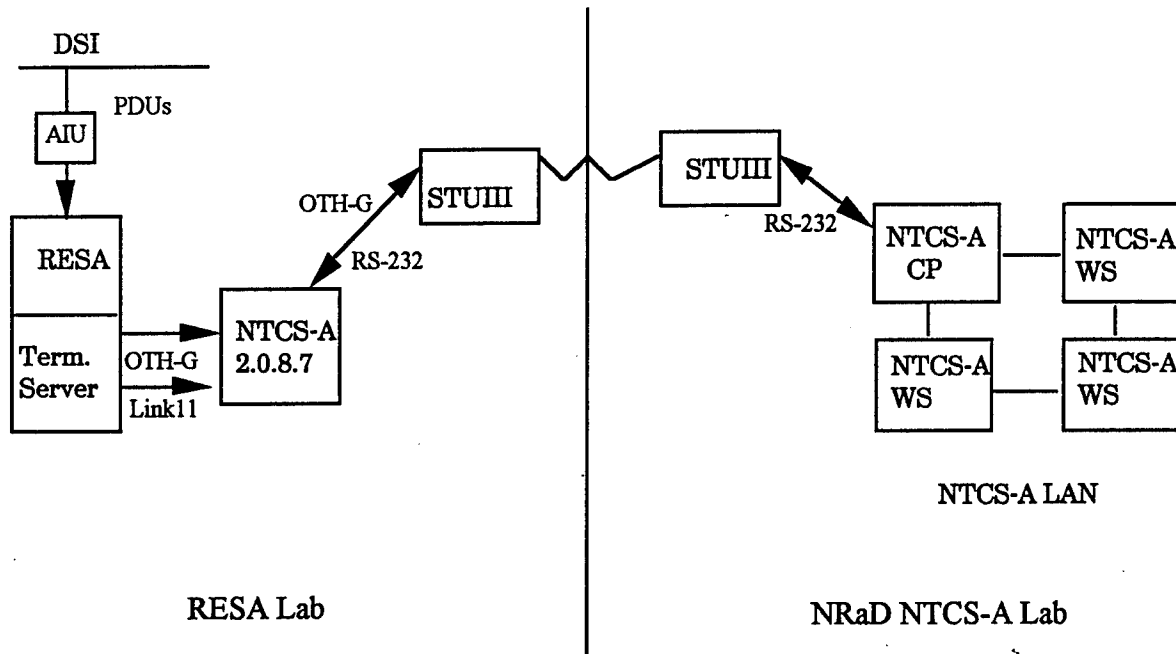 DSI
PDUs
AIU
RESA
Term.
Server
OTH-G
Link11
NTCS-A
2.0.8.7
OTH-G
RS-232
STUIII
RESA Lab
STUIII
RS-232
NTCS-A
CP
NTCS-A
WS
NTCS-A
WS
NTCS-A
WS
NTCS-A LAN
NRaD NTCS-A Lab